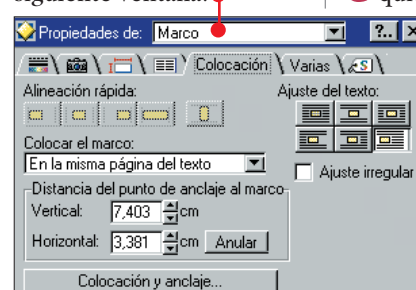 siguiente ventana.
qui
Propiedades de: Marco
Colocación Varias
Alineación rápida: Ajuste del texto:
Colocar el marco:
En la misma página del texto
Ajuste irregular
Distancia del punto de anclaje al marco
Vertical: 7,403 cm
Horizontal: 3,381 cm Anular
Colocación y anclaje...